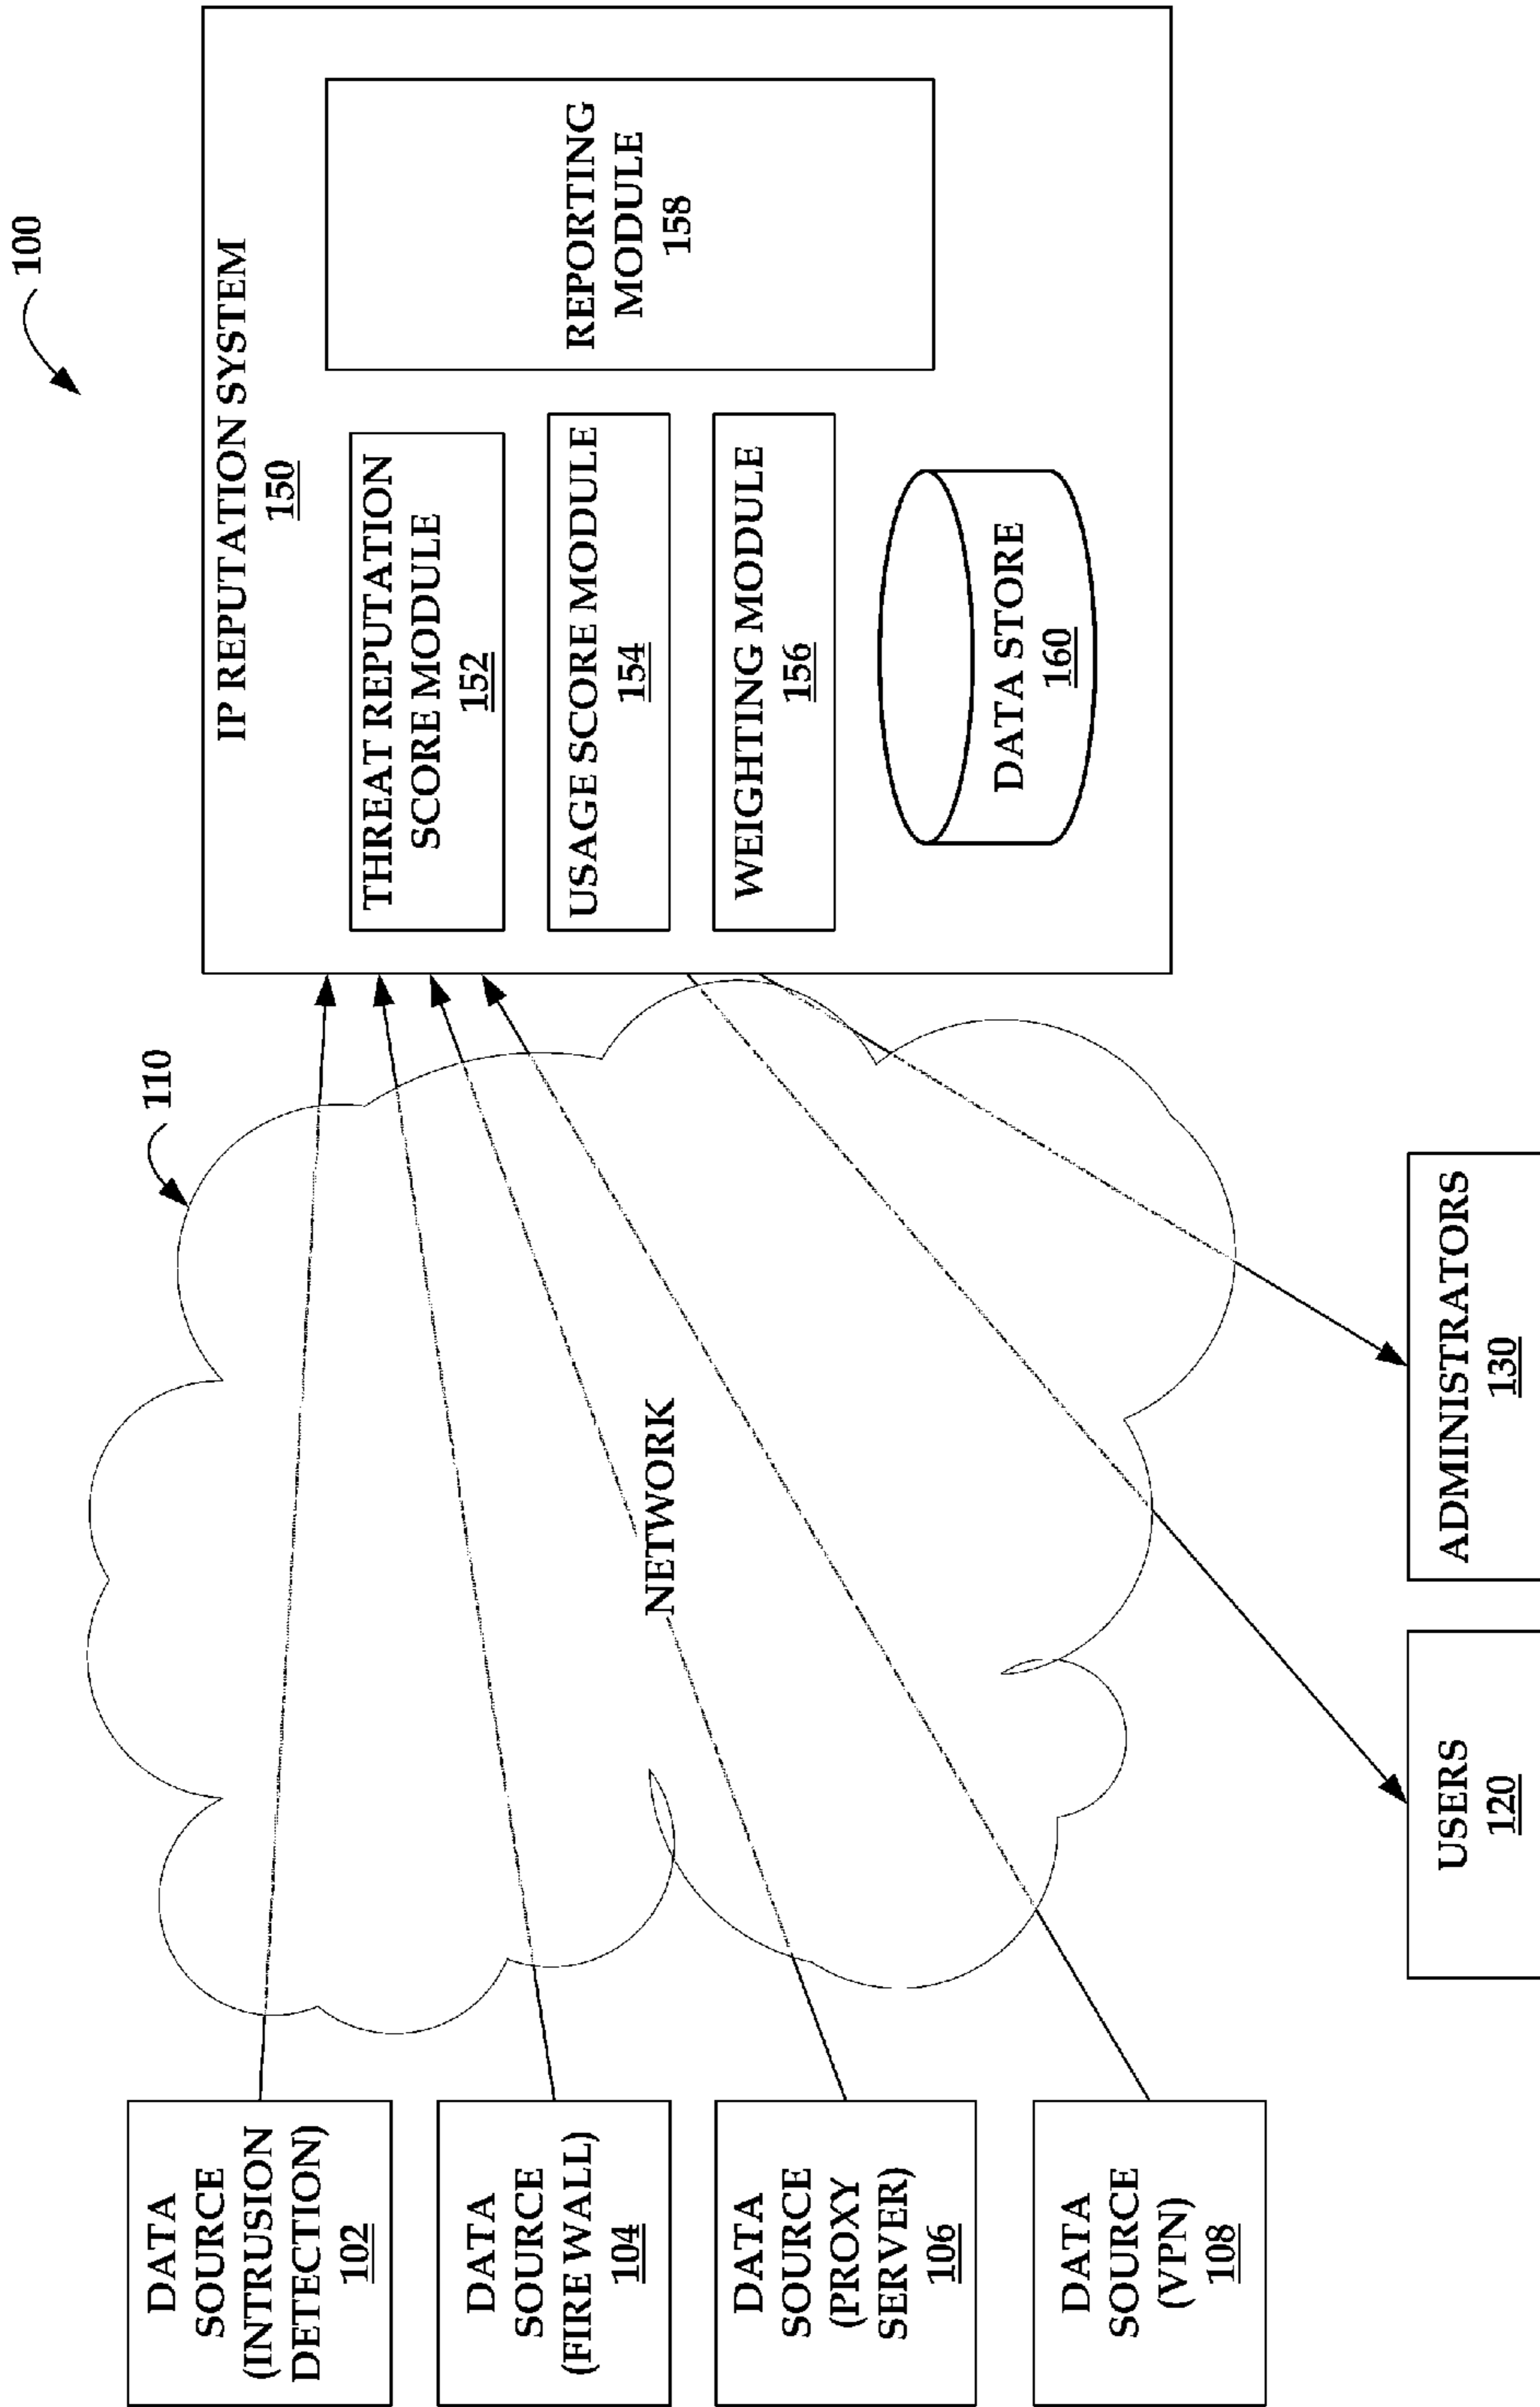 100
110
DATA
SOURCE
(INTRUSION
DETECTION)
102
DATA
SOURCE
(FIRE WALL)
104
DATA
SOURCE
(PROXY
SERVER)
106
DATA
SOURCE
(VPN)
108
NETWORK
IP REPUTATION SYSTEM
150
THREAT REPUTATION
SCORE MODULE
152
USAGE SCORE MODULE
154
WEIGHTING MODULE
156
DATA STORE
160
REPORTING
MODULE
158
USERS
120
ADMINISTRATORS
130